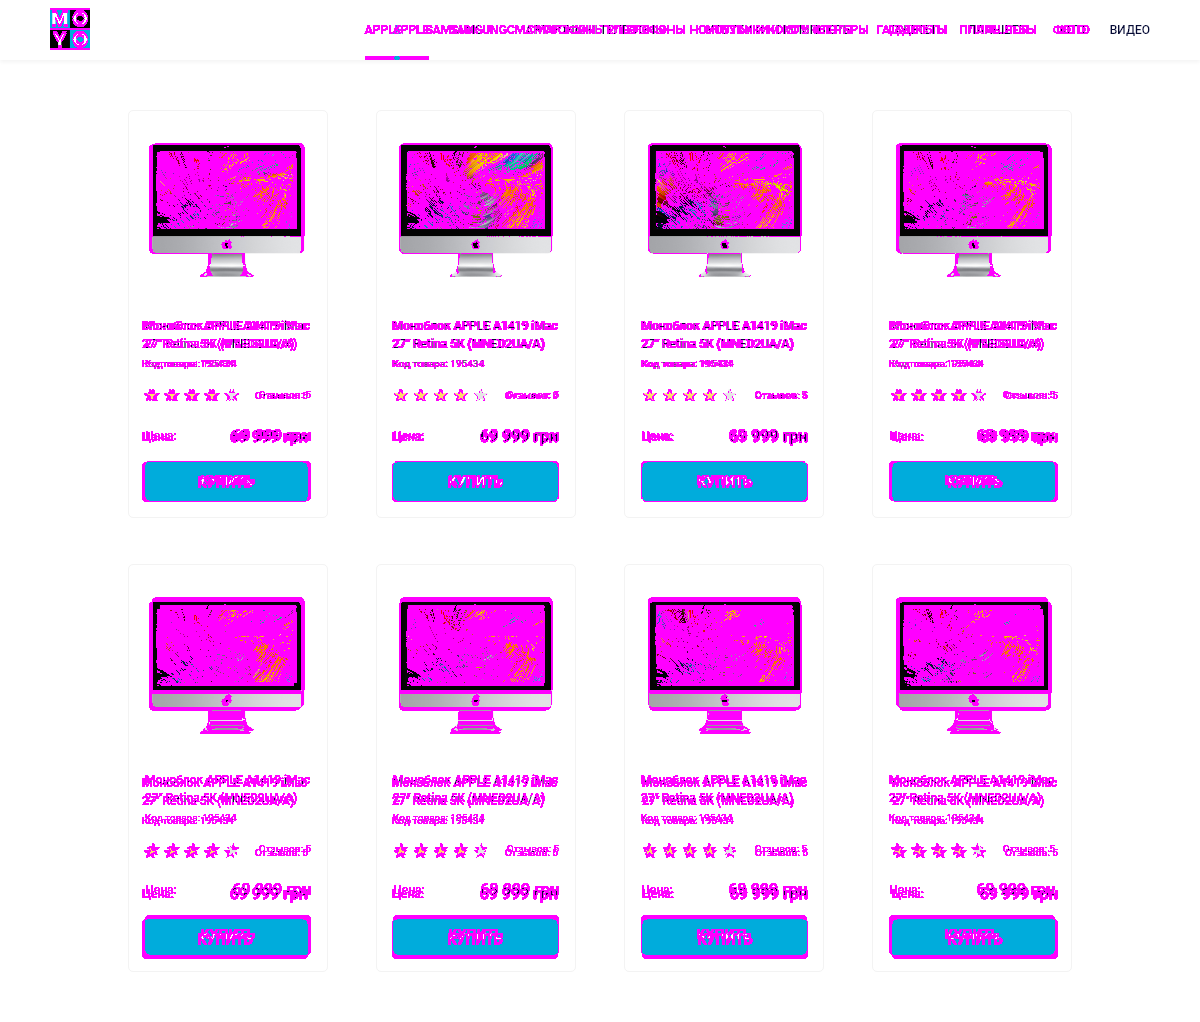 MOYO
APPLE SAMSUNG СМАРТФОНЫ НОУТБУКИ И КОМПЬЮТЕРЫ ГАДЖЕТЫ ПЛАНШЕТЫ ФОТО ВИДЕО
Моноблок APPLE A1419 iMac
27" Retina 5K (MNED2UA/A)
Код товара: 195434
Отзывов: 5
Цена: 69 999 грн
КУПИТЬ
Моноблок APPLE A1419 iMac
27" Retina 5K (MNED2UA/A)
Код товара: 195434
Отзывов: 5
Цена: 69 999 грн
КУПИТЬ
Моноблок APPLE A1419 iMac
27" Retina 5K (MNED2UA/A)
Код товара: 195434
Отзывов: 5
Цена: 69 999 грн
КУПИТЬ
Моноблок APPLE A1419 iMac
27" Retina 5K (MNED2UA/A)
Код товара: 195434
Отзывов: 5
Цена: 69 999 грн
КУПИТЬ
Моноблок APPLE A1419 iMac
27" Retina 5K (MNED2UA/A)
Код товара: 195434
Отзывов: 5
Цена: 69 999 грн
КУПИТЬ
Моноблок APPLE A1419 iMac
27" Retina 5K (MNED2UA/A)
Код товара: 195434
Отзывов: 5
Цена: 69 999 грн
КУПИТЬ
Моноблок APPLE A1419 iMac
27" Retina 5K (MNED2UA/A)
Код товара: 195434
Отзывов: 5
Цена: 69 999 грн
КУПИТЬ
Моноблок APPLE A1419 iMac
27" Retina 5K (MNED2UA/A)
Код товара: 195434
Отзывов: 5
Цена: 69 999 грн
КУПИТЬ